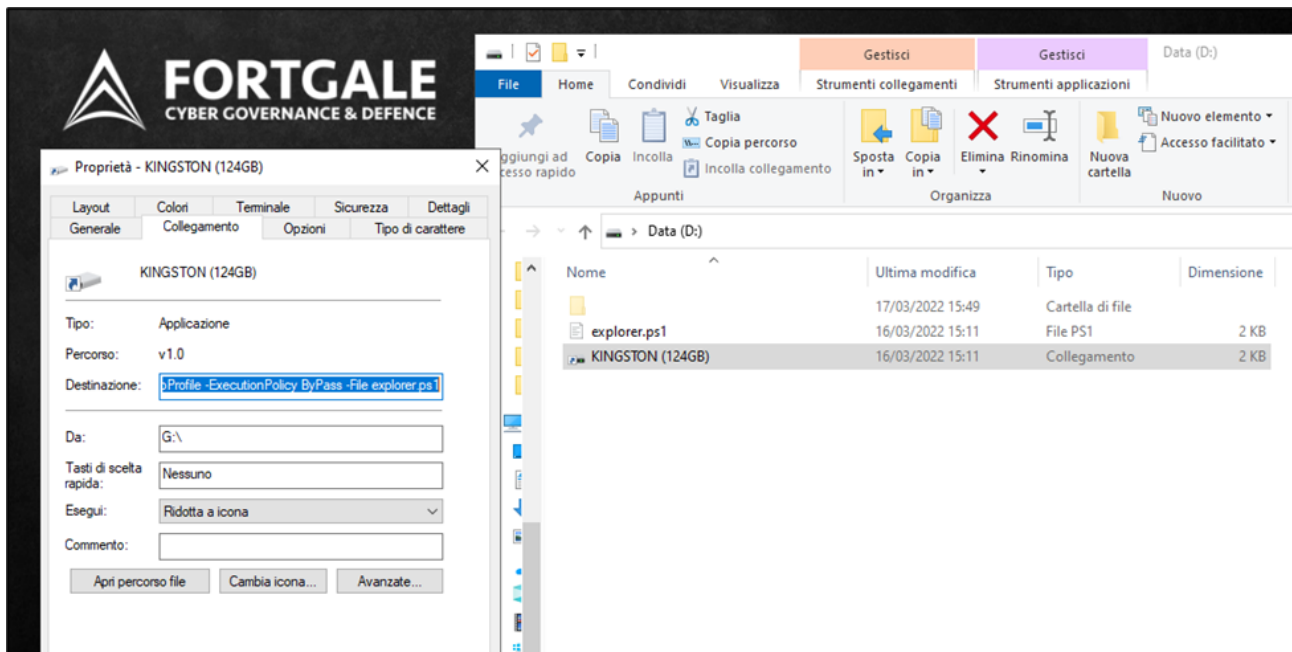 FORTGALE
CYBER GOVERNANCE & DEFENCE
Proprietà - KINGSTON (124GB)
Layout Colori Terminale Sicurezza Dettagli
Generale Collegamento Opzioni Tipo di carattere
KINGSTON (124GB)
Tipo: Applicazione
Percorso: v1.0
Destinazione: Profile -ExecutionPolicy ByPass -File explorer.ps1
Da: G:\
Tasti di scelta
rapida:
Nessuno
Esegui: Ridotta a icona
Commento:
Apri percorso file Cambia icona... Avanzate...
Gestisci Gestisci Data (D:)
File Home Condividi Visualizza Strumenti collegamenti Strumenti applicazioni
ggiungi ad
cesso rapido
Copia Incolla
Taglia
Copia percorso
Incolla collegamento
Appunti
Sposta
in
Copia
in
Elimina Rinomina
Nuova
cartella
Organizza
Nuovo elemento
Accesso facilitato
Nuovo
Data (D:)
Nome Ultima modifica Tipo Dimensione
17/03/2022 15:49 Cartella di file
explorer.ps1 16/03/2022 15:11 File PS1 2 KB
KINGSTON (124GB) 16/03/2022 15:11 Collegamento 2 KB